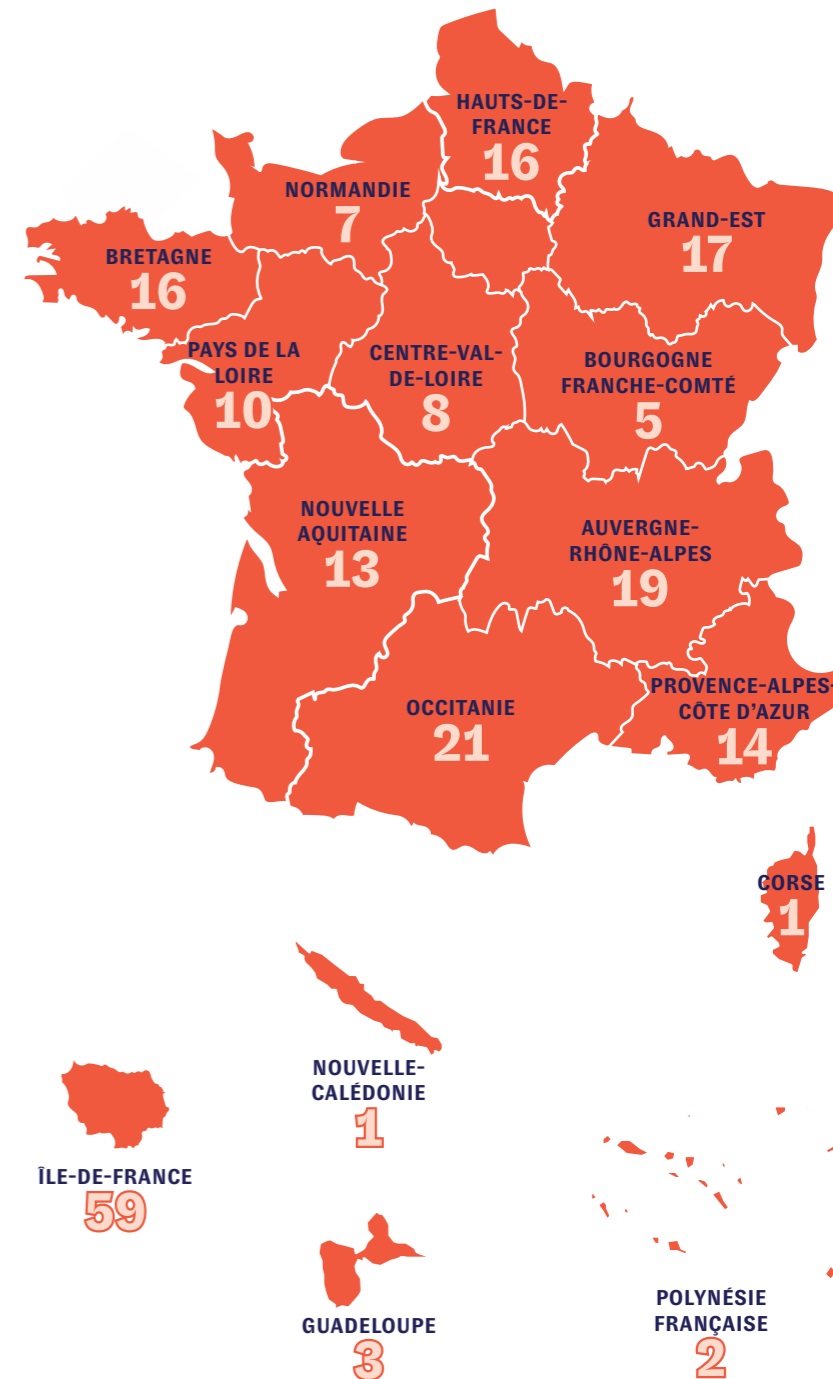 HAUTS-DE-
FRANCE
16
NORMANDIE
7
GRAND-EST
17
BRETAGNE
16
PAYS DE LA
LOIRE
10
CENTRE-VAL-
DE-LOIRE
8
BOURGOGNE
FRANCHE-COMTÉ
5
NOUVELLE
AQUITAINE
13
AUVERGNE-
RHÔNE-ALPES
19
OCCITANIE
21
PROVENCE-ALPES-
CÔTE D’AZUR
14
CORSE
1
NOUVELLE-
CALÉDONIE
1
ÎLE-DE-FRANCE
59
GUADELOUPE
3
POLYNÉSIE
FRANÇAISE
2